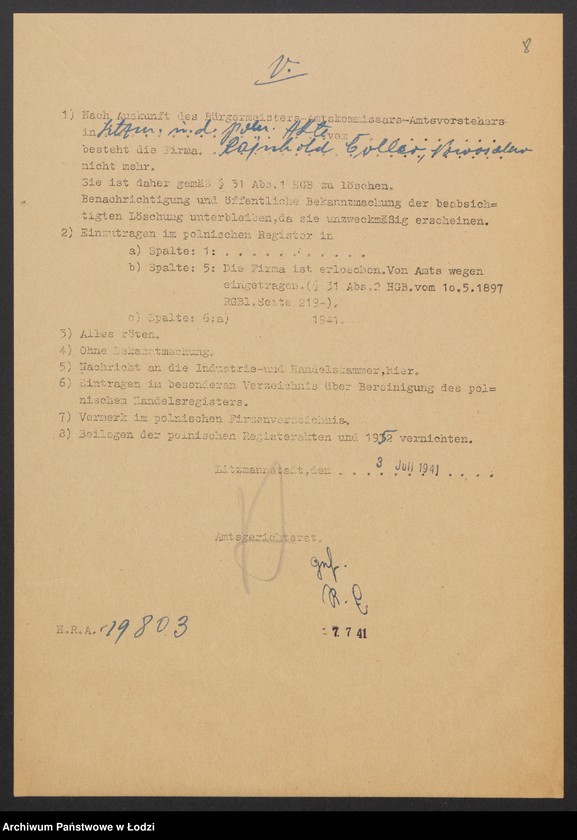 8
V.
1) Nach Auskunft des Bürgermeisters-Amtskommissars-Amtsvorstehers
in i.d. poln. Akte vom
besteht die Firma. Rajnhold Toller,
nicht mehr.
Sie ist daher gemäß § 31 Abs.1 HGB zu löschen.
Benachrichtigung und öffentliche Bekanntmachung der beabsich=
tigten Löschung unterbleiben,da sie unzweckmäßig erscheinen.
2) Einzutragen im polnischen Register in
a) Spalte: 1: . . . . . . . . . . . .
b) Spalte: 5: Die Firma ist erloschen.Von Amts wegen
eingetragen.(§ 31 Abs.2 HGB.vom 10.5.1897
RGBl.Seite 219-).
c) Spalte: 6:a) 1941.
3) Alles röten.
4) Ohne Bekanntmachung.
5) Nachricht an die Industrie-und Handelskammer,hier.
6) Eintragen im besonderen Verzeichnis über Bereinigung des pol=
nischen Handelsregisters.
7) Vermerk im polnischen Firmenverzeichnis.
8) Beilegen der polnischen Registerakten und 1952 vernichten.
Litzmannstadt,den . . . 3 Juli 1941 . . . .
Amtsgerichtsrat.
gef.
R. L
H.R.A. 19803
7. 7 41
Archiwum Państwowe w Łodzi